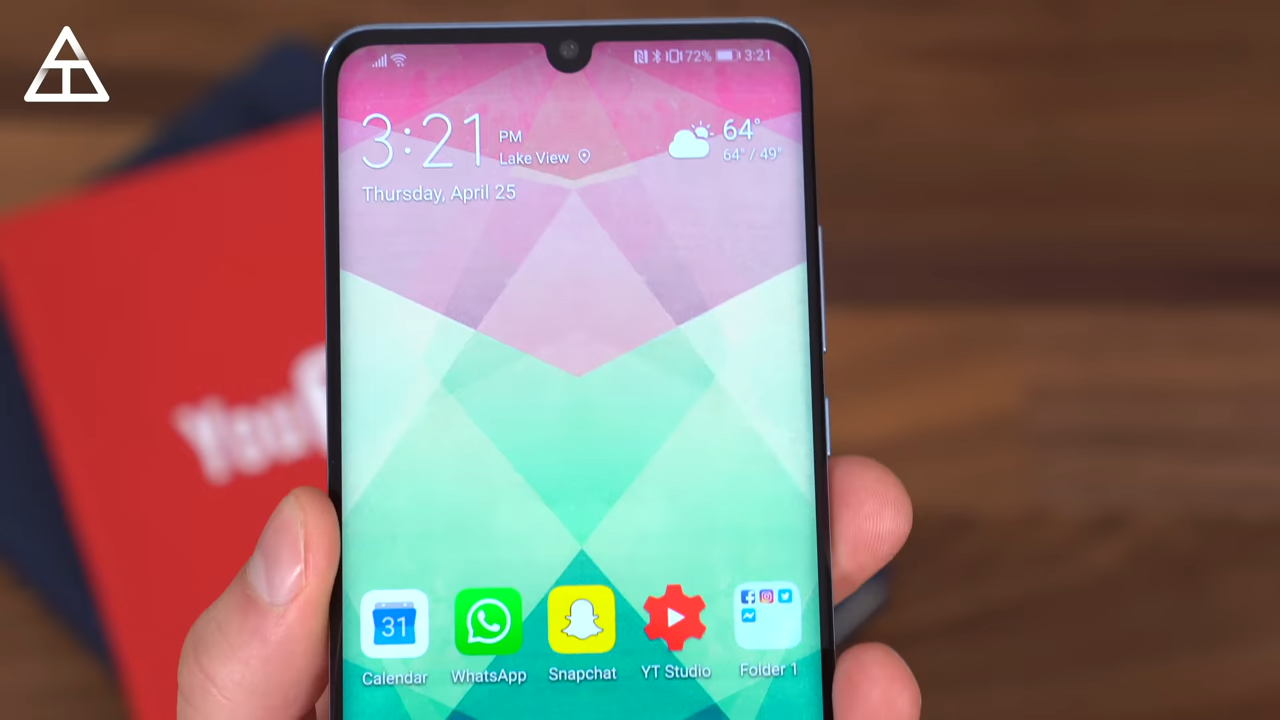 72% 3:21
3:21 PM
Lake View
Thursday, April 25
64°
64° / 49°
You
31
Calendar
WhatsApp
Snapchat
YT Studio
Folder 1